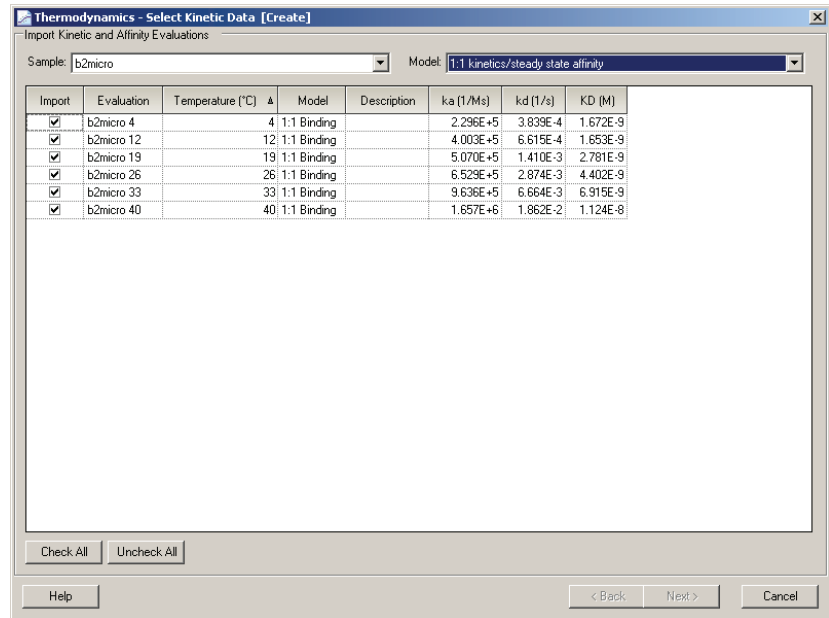 Thermodynamics - Select Kinetic Data [Create]
Import Kinetic and Affinity Evaluations
Sample: b2micro Model: 1:1 kinetics/steady state affinity
Import Evaluation Temperature (°C) Model Description ka (1/Ms) kd (1/s) KD (M)
b2micro 4 4 1:1 Binding 2.296E+5 3.839E-4 1.672E-9
b2micro 12 12 1:1 Binding 4.003E+5 6.615E-4 1.653E-9
b2micro 19 19 1:1 Binding 5.070E+5 1.410E-3 2.781E-9
b2micro 26 26 1:1 Binding 6.529E+5 2.874E-3 4.402E-9
b2micro 33 33 1:1 Binding 9.636E+5 6.664E-3 6.915E-9
b2micro 40 40 1:1 Binding 1.657E+6 1.862E-2 1.124E-8
Check All Uncheck All
Help < Back Next > Cancel